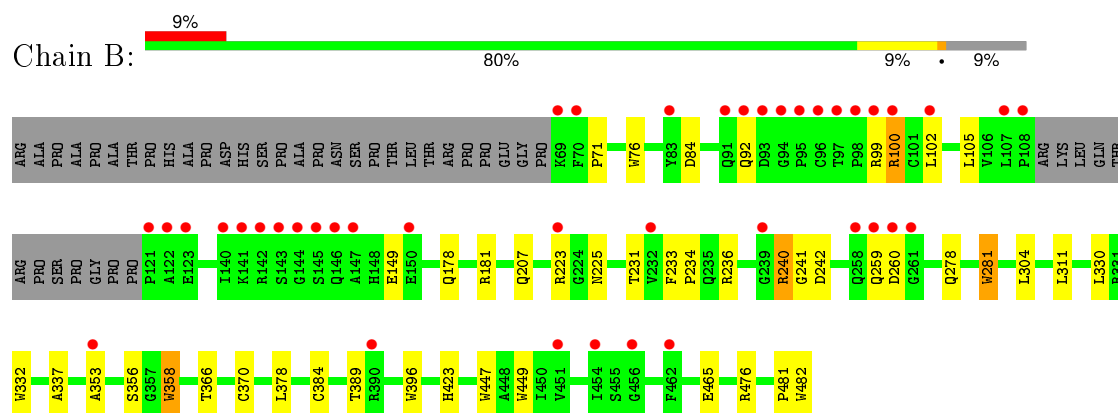 9%
Chain B:
80%
9%
•
9%
ARG ALA PRO ALA PRO ALA THR PRO HIS ALA PRO ASP HIS SER PRO ALA PRO ASN SER PRO THR LEU THR ARG PRO PRO GLU GLY PRO K69 F70 P71 W76 Y83 D84 Q91 Q92 D93 G94 P95 C96 T97 P98 R99 R100 C101 L102 L105 V106 L107 P108 ARG LYS LEU GLN THR
ARG PRO SER PRO GLY PRO PRO P121 A122 E123 I140 K141 R142 S143 G144 S145 Q146 A147 H148 E149 E150 Q178 R181 Q207 R223 G224 N225 T231 V232 F233 P234 Q235 R236 G239 R240 G241 D242 Q258 Q259 D260 G261 Q278 W281 L304 L311 L330 R331
W332 A337 A353 S356 G357 W358 T366 C370 L378 C384 T389 R390 W396 H423 W447 A448 W449 I450 V451 I454 S455 G456 F462 E465 R476 P481 W482